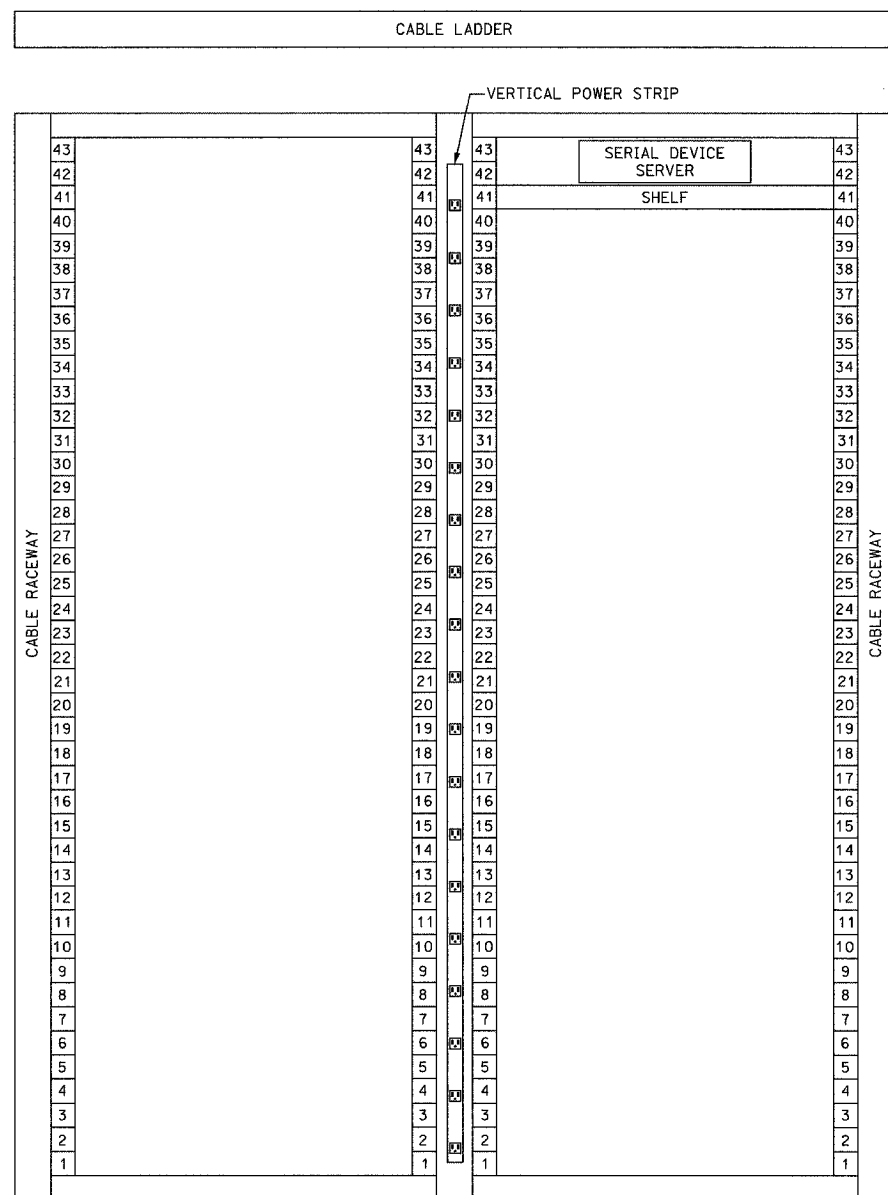 CABLE LADDER
VERTICAL POWER STRIP
43 43 43 SERIAL DEVICE 43
42 42 42 SERVER 42
41 41 41 SHELF 41
40 40 40 40
39 39 39 39
38 38 38 38
37 37 37 37
36 36 36 36
35 35 35 35
34 34 34 34
33 33 33 33
32 32 32 32
31 31 31 31
30 30 30 30
29 29 29 29
28 28 28 28
27 27 27 27
26 26 26 26
25 25 25 25
24 24 24 24
23 23 23 23
22 22 22 22
21 21 21 21
20 20 20 20
19 19 19 19
18 18 18 18
17 17 17 17
16 16 16 16
15 15 15 15
14 14 14 14
13 13 13 13
12 12 12 12
11 11 11 11
10 10 10 10
9 9 9 9
8 8 8 8
7 7 7 7
6 6 6 6
5 5 5 5
4 4 4 4
3 3 3 3
2 2 2 2
1 1 1 1
CABLE RACEWAY
CABLE RACEWAY